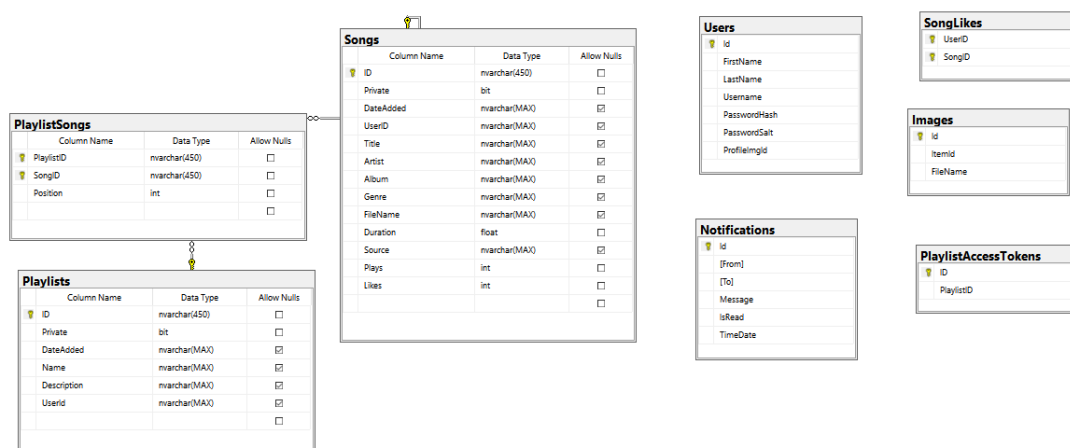 PlaylistSongs
Column Name Data Type Allow Nulls
PlaylistID nvarchar(450)
SongID nvarchar(450)
Position int
Playlists
Column Name Data Type Allow Nulls
ID nvarchar(450)
Private bit
DateAdded nvarchar(MAX)
Name nvarchar(MAX)
Description nvarchar(MAX)
UserId nvarchar(MAX)
Songs
Column Name Data Type Allow Nulls
ID nvarchar(450)
Private bit
DateAdded nvarchar(MAX)
UserID nvarchar(MAX)
Title nvarchar(MAX)
Artist nvarchar(MAX)
Album nvarchar(MAX)
Genre nvarchar(MAX)
FileName nvarchar(MAX)
Duration float
Source nvarchar(MAX)
Plays int
Likes int
Users
Id
FirstName
LastName
Username
PasswordHash
PasswordSalt
ProfileImgId
Notifications
Id
[From]
[To]
Message
IsRead
TimeDate
SongLikes
UserID
SongID
Images
Id
ItemId
FileName
PlaylistAccessTokens
ID
PlaylistID